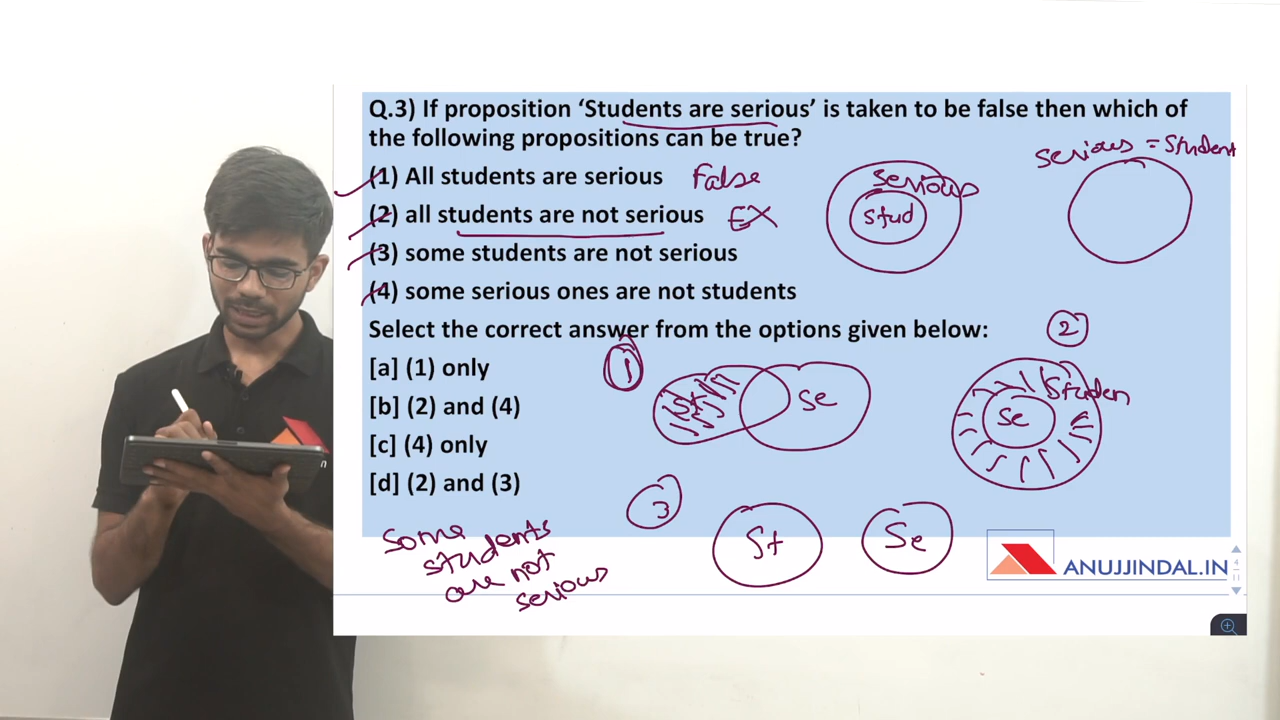 Q.3) If proposition ‘Students are serious’ is taken to be false then which of
the following propositions can be true?
serious = Student
(1) All students are serious False
serious
(2) all students are not serious EX
stud
(3) some students are not serious
(4) some serious ones are not students
Select the correct answer from the options given below:
2
1
[a] (1) only
Studen
St
Se
Se
[b] (2) and (4)
[c] (4) only
[d] (2) and (3)
3
some
students
are not
serious
St
Se
ANUJJINDAL.IN
4
11